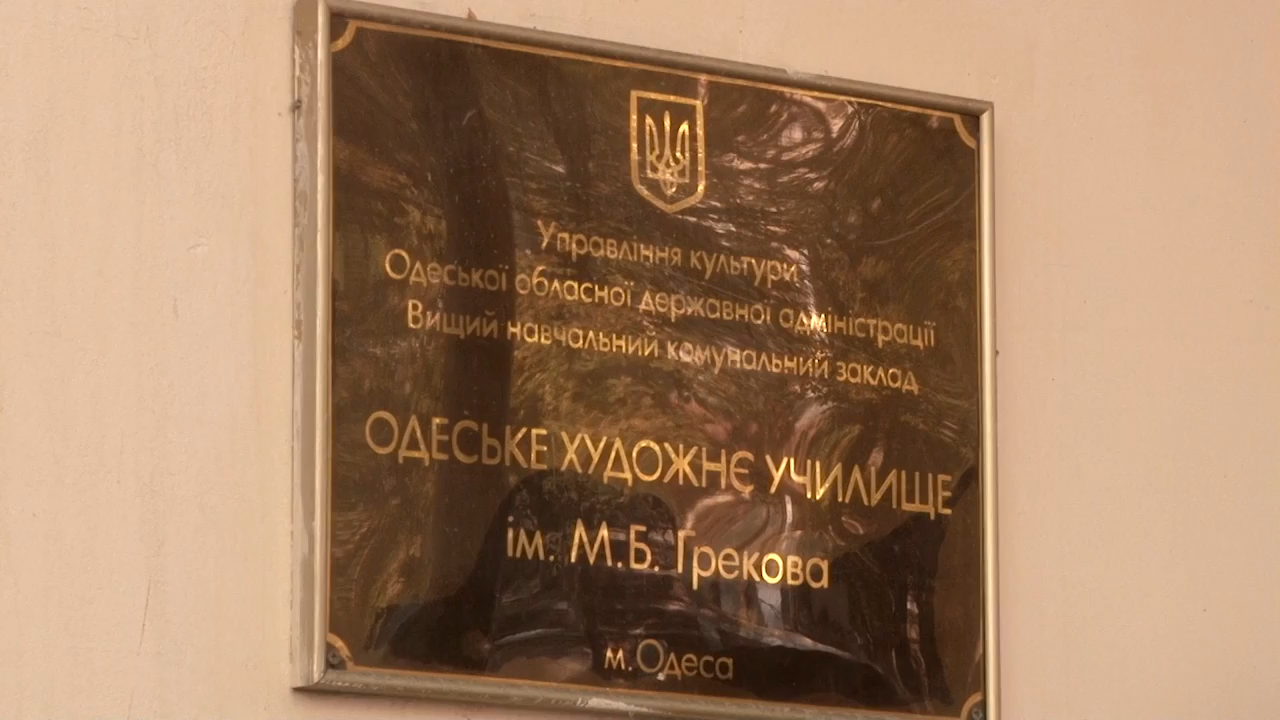 Управління культури
Одеської обласної державної адміністрації
Вищий навчальний комунальний заклад
ОДЕСЬКЕ ХУДОЖНЄ УЧИЛИЩЕ
ім. М.Б. Грекова
м.Одеса